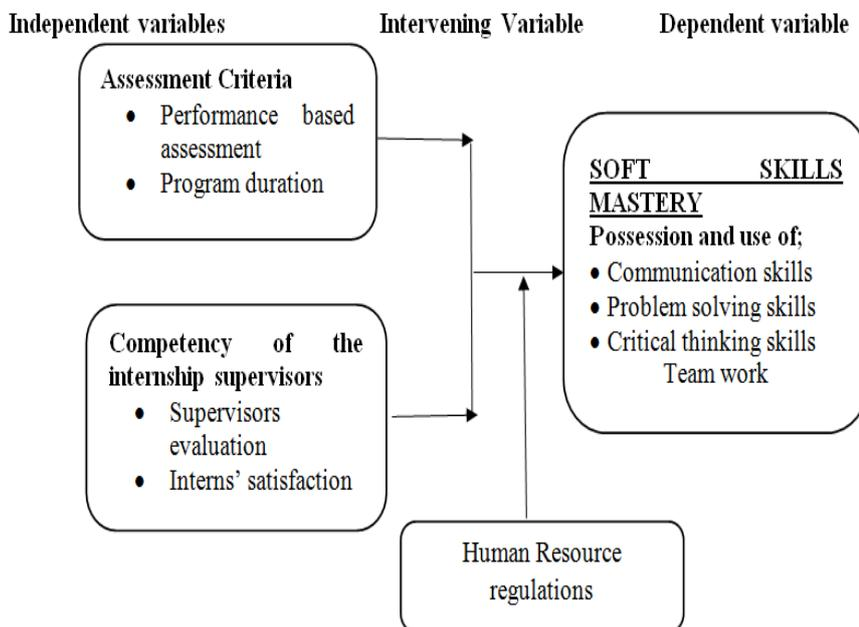 Independent variables
Intervening Variable
Dependent variable
Assessment Criteria
● Performance based
assessment
● Program duration
Competency of the
internship supervisors
● Supervisors
evaluation
● Interns’ satisfaction
Human Resource
regulations
SOFT SKILLS
MASTERY
Possession and use of;
● Communication skills
● Problem solving skills
● Critical thinking skills
Team work